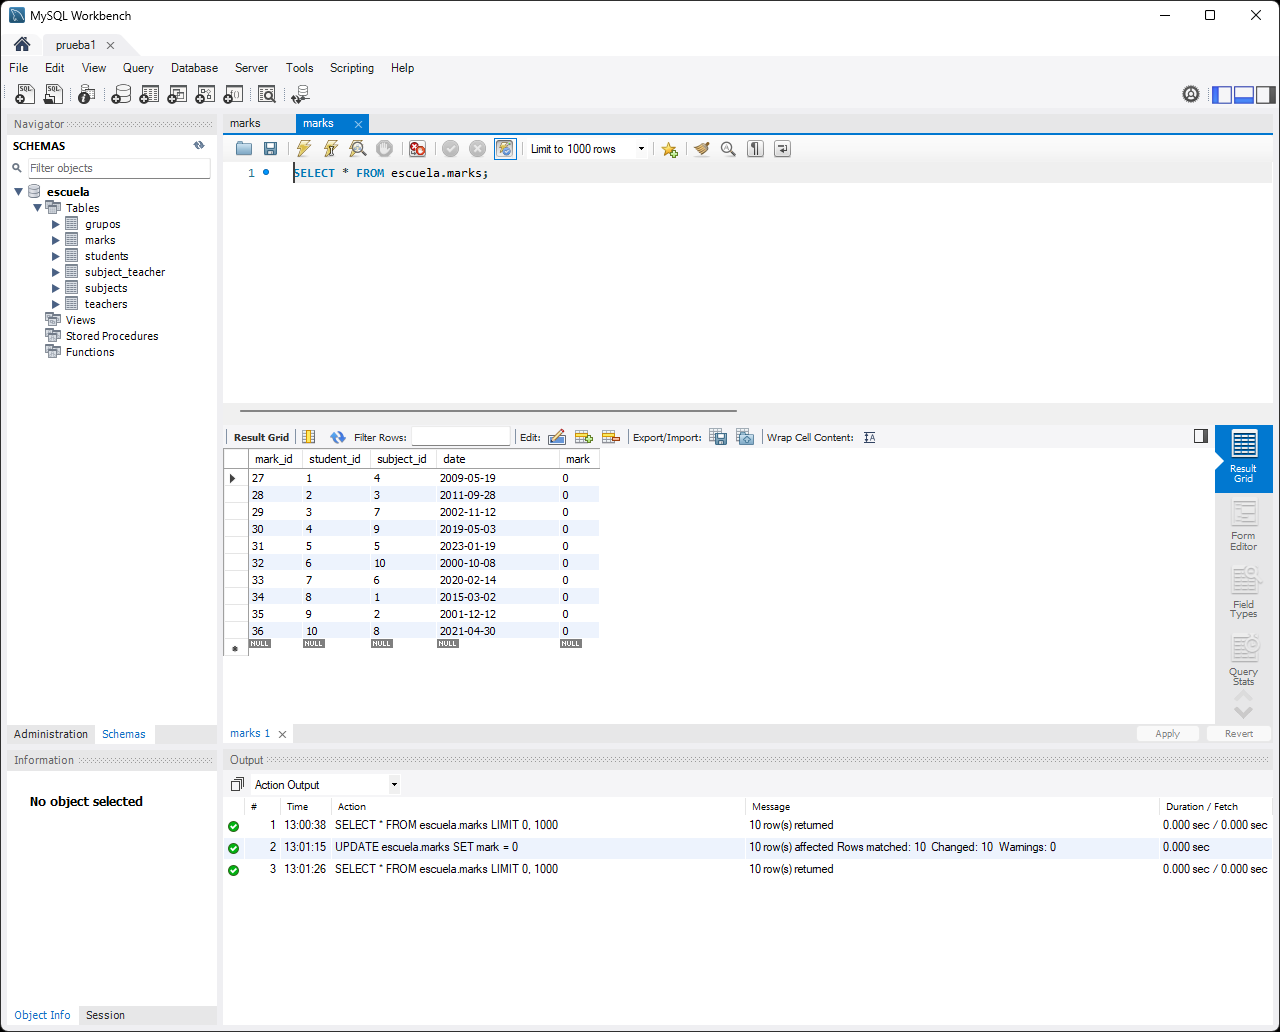 MySQL Workbench
prueba1
File Edit View Query Database Server Tools Scripting Help
Navigator
SCHEMAS
Filter objects
escuela
Tables
grupos
marks
students
subject_teacher
subjects
teachers
Views
Stored Procedures
Functions
Administration Schemas
Information
No object selected
Object Info Session
marks marks
Limit to 1000 rows
1 SELECT * FROM escuela.marks;
Result Grid Filter Rows: Edit: Export/Import: Wrap Cell Content:
mark_id student_id subject_id date mark
27 1 4 2009-05-19 0
28 2 3 2011-09-28 0
29 3 7 2002-11-12 0
30 4 9 2019-05-03 0
31 5 5 2023-01-19 0
32 6 10 2000-10-08 0
33 7 6 2020-02-14 0
34 8 1 2015-03-02 0
35 9 2 2001-12-12 0
36 10 8 2021-04-30 0
NULL NULL NULL NULL NULL
Result
Grid
Form
Editor
Field
Types
Query
Stats
marks 1
Apply Revert
Output
Action Output
# Time Action Message Duration / Fetch
1 13:00:38 SELECT * FROM escuela.marks LIMIT 0, 1000 10 row(s) returned 0.000 sec / 0.000 sec
2 13:01:15 UPDATE escuela.marks SET mark = 0 10 row(s) affected Rows matched: 10 Changed: 10 Warnings: 0 0.000 sec
3 13:01:26 SELECT * FROM escuela.marks LIMIT 0, 1000 10 row(s) returned 0.000 sec / 0.000 sec